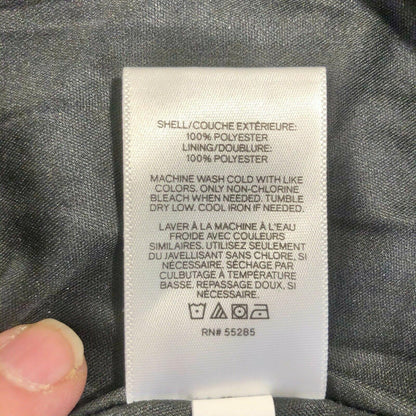 SHELL/COUCHE EXTÉRIEURE:
100% POLYESTER
LINING/DOUBLURE:
100% POLYESTER
MACHINE WASH COLD WITH LIKE
COLORS. ONLY NON-CHLORINE
BLEACH WHEN NEEDED. TUMBLE
DRY LOW. COOL IRON IF NEEDED.
LAVER À LA MACHINE À L'EAU
FROIDE AVEC COULEURS
SIMILAIRES. UTILISEZ SEULEMENT
DU JAVELLISANT SANS CHLORE, SI
NÉCESSAIRE. SÉCHAGE PAR
CULBUTAGE À TEMPÉRATURE
BASSE. REPASSAGE DOUX, SI
NÉCESSAIRE.
RN# 55285